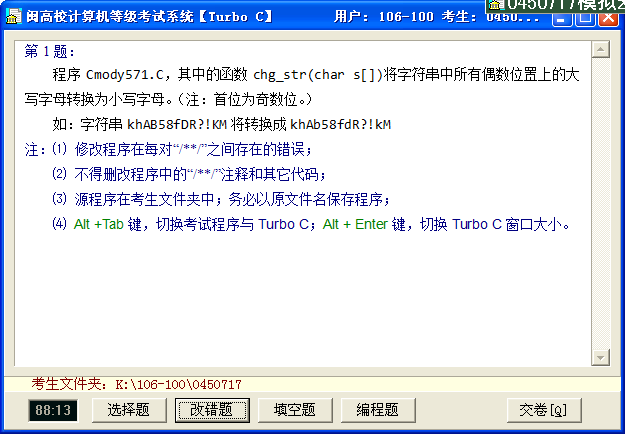 闽高校计算机等级考试系统【Turbo C】 用户: 106-100 考生: 0450...
0450717模拟
第 1 题:
程序 Cmody571.C，其中的函数 chg_str(char s[])将字符串中所有偶数位置上的大
写字母转换为小写字母。（注：首位为奇数位。）
如：字符串 khAB58fDR?!KM 将转换成 khAb58fdR?!kM
注：⑴ 修改程序在每对“/**/”之间存在的错误；
⑵ 不得删改程序中的“/**/”注释和其它代码；
⑶ 源程序在考生文件夹中；务必以原文件名保存程序；
⑷ Alt +Tab 键，切换考试程序与 Turbo C；Alt + Enter 键，切换 Turbo C 窗口大小。
考生文件夹：K:\106-100\0450717
88:13 选择题 改错题 填空题 编程题 交卷[Q]